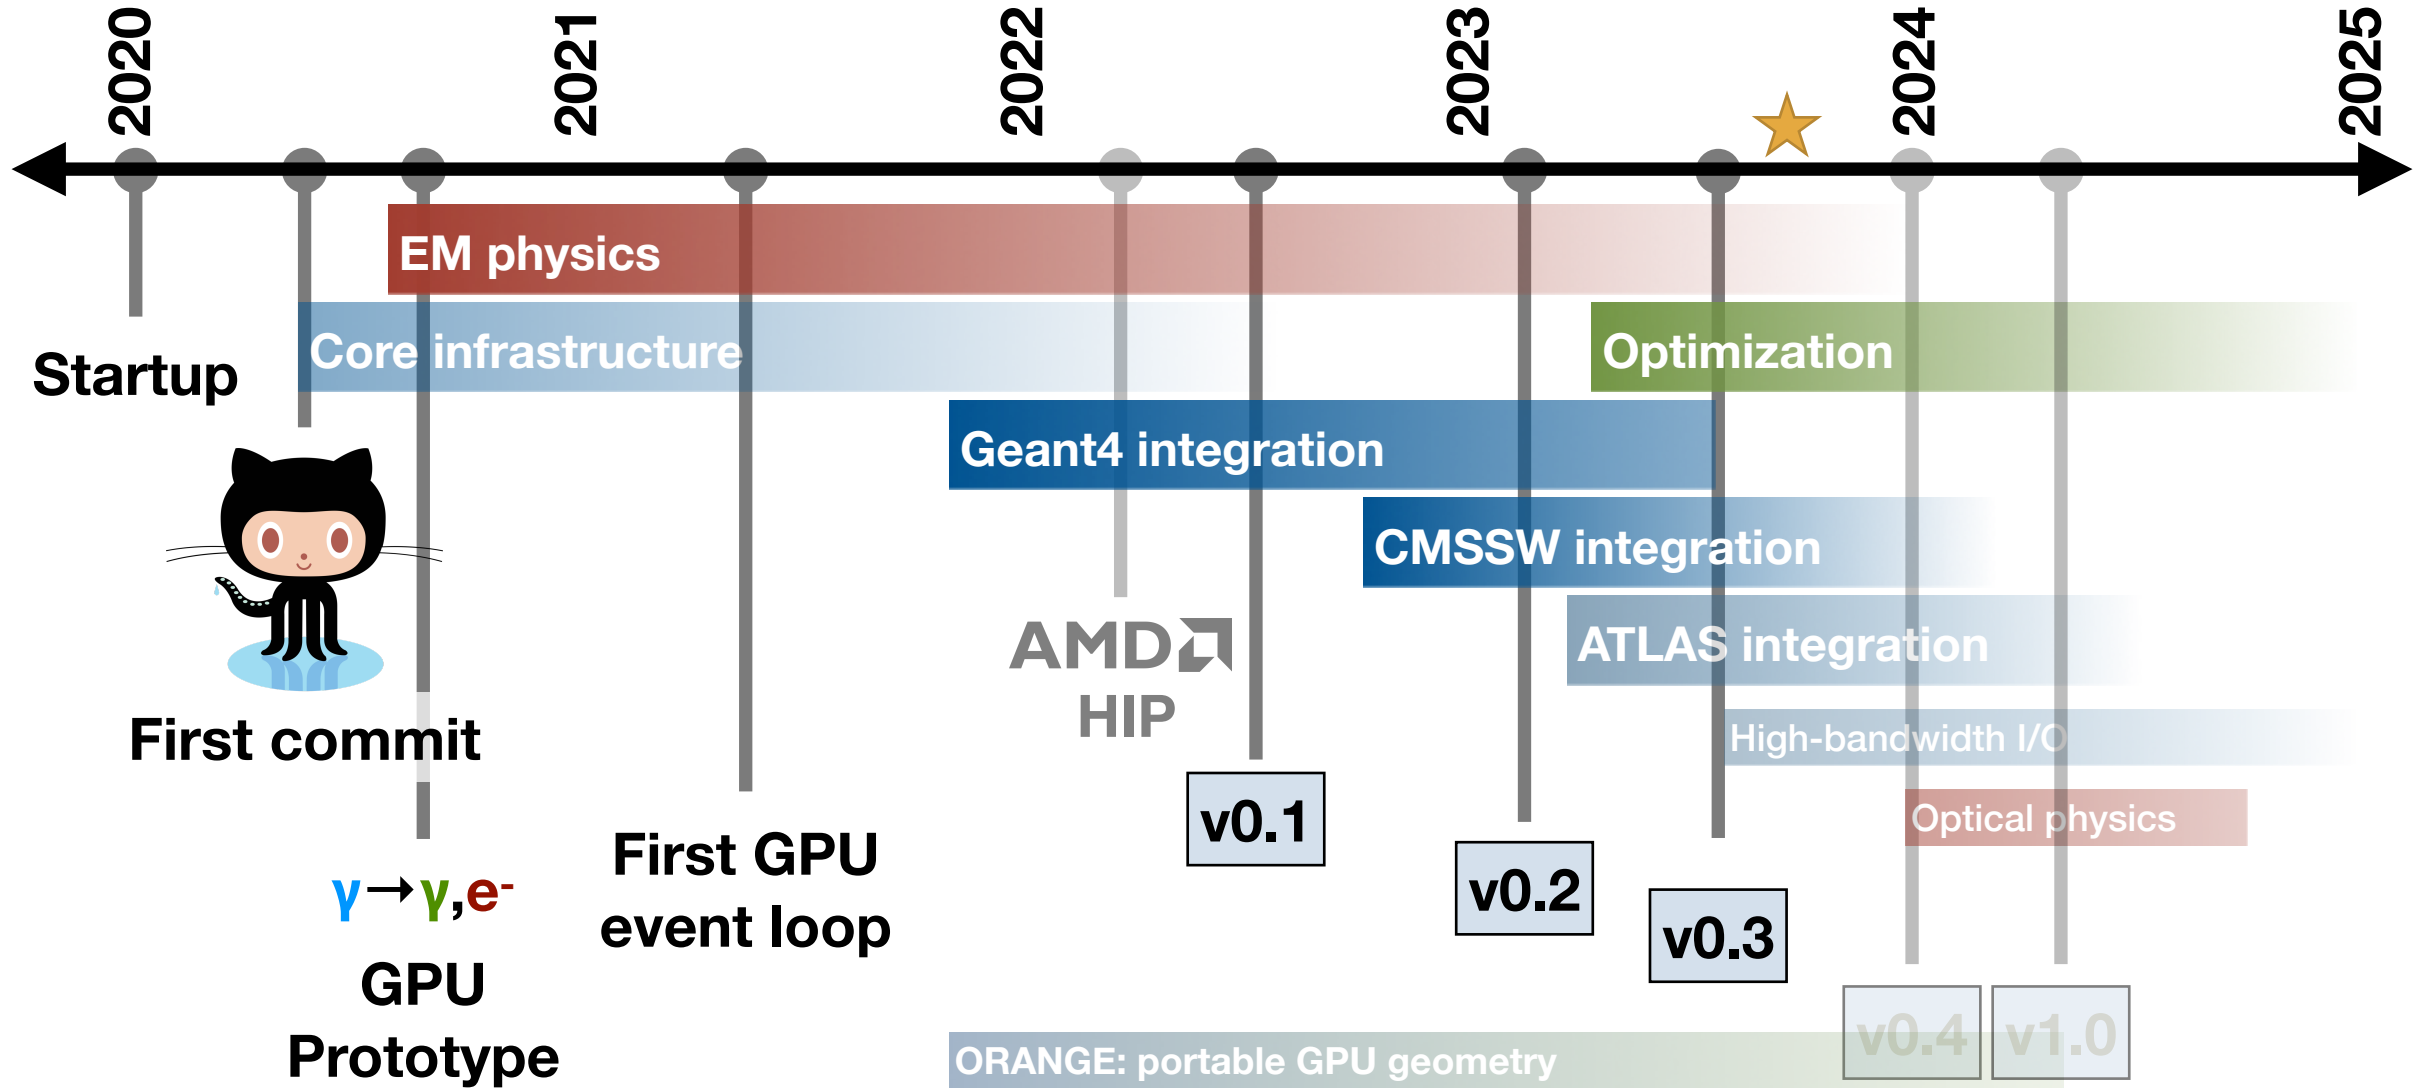 2020
2021
2022
2023
2024
2025
EM physics
Core infrastructure
Optimization
Startup
Geant4 integration
CMSSW integration
AMD
HIP
ATLAS integration
First commit
High-bandwidth I/O
Optical physics
v0.1
v0.2
v0.3
First GPU
event loop
γ→γ,e-
GPU
Prototype
v0.4
v1.0
ORANGE: portable GPU geometry